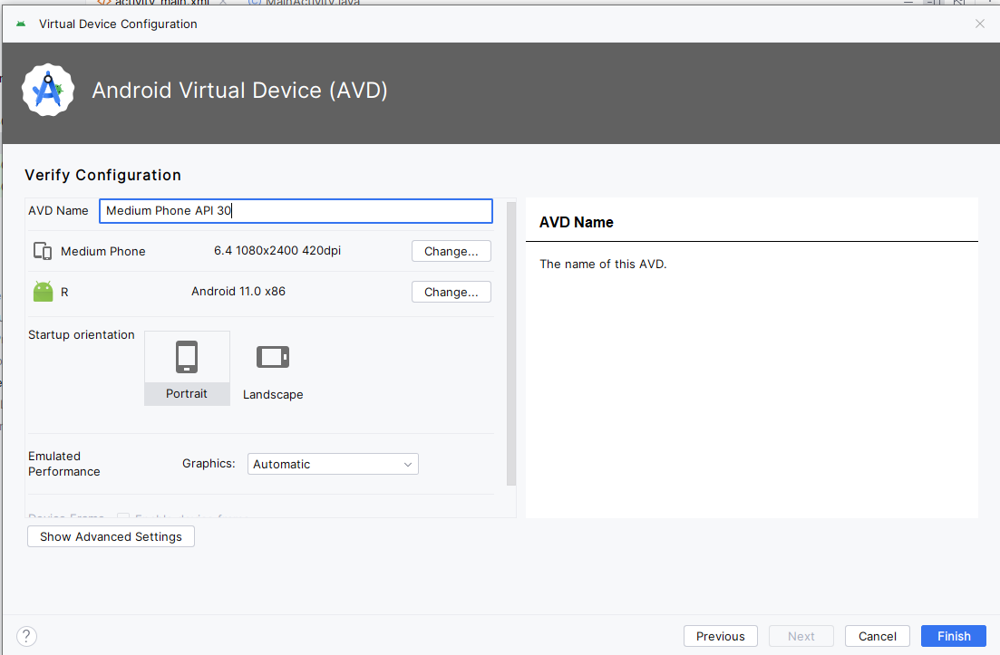 activity_main.xml MainActivity.java
Virtual Device Configuration
Android Virtual Device (AVD)
Verify Configuration
AVD Name Medium Phone API 30
Medium Phone 6.4 1080x2400 420dpi Change...
R Android 11.0 x86 Change...
Startup orientation
Portrait Landscape
Emulated
Performance
Graphics: Automatic
Device Frame
Show Advanced Settings
AVD Name
The name of this AVD.
? Previous Next Cancel Finish